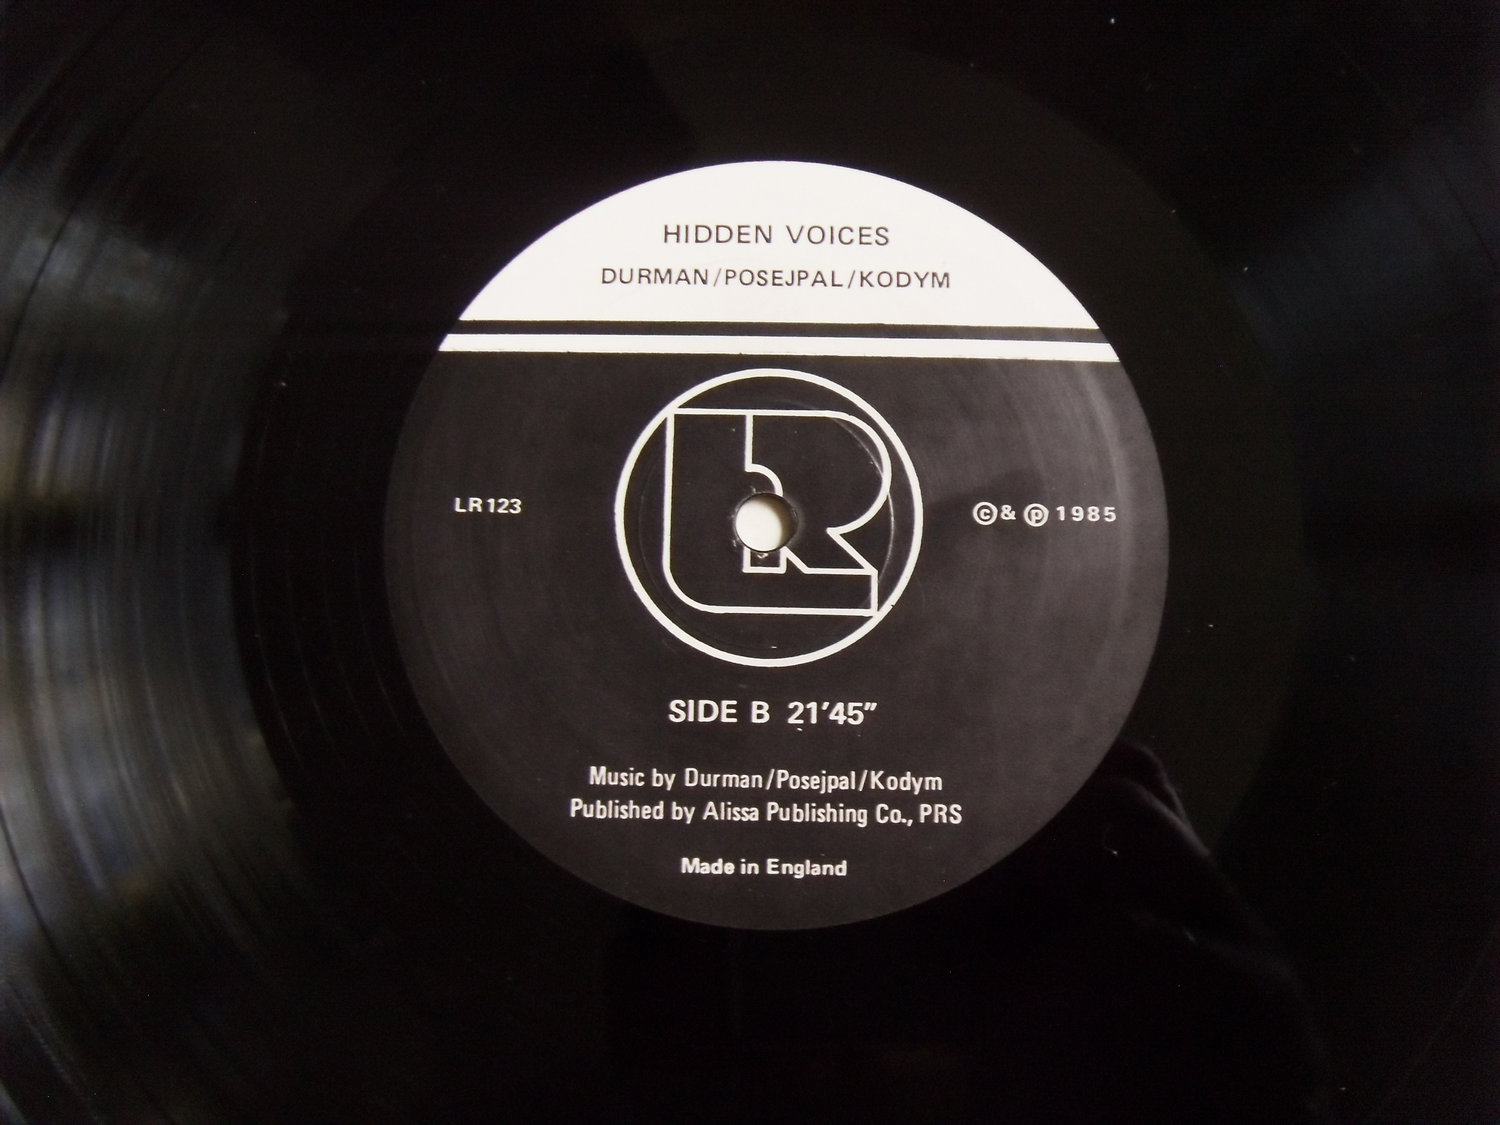 HIDDEN VOICES
DURMAN/POSEJPAL/KODYM
LR
LR123
©& ℗ 1985
SIDE B 21'45"
Music by Durman/Posejpal/Kodym
Published by Alissa Publishing Co., PRS
Made in England